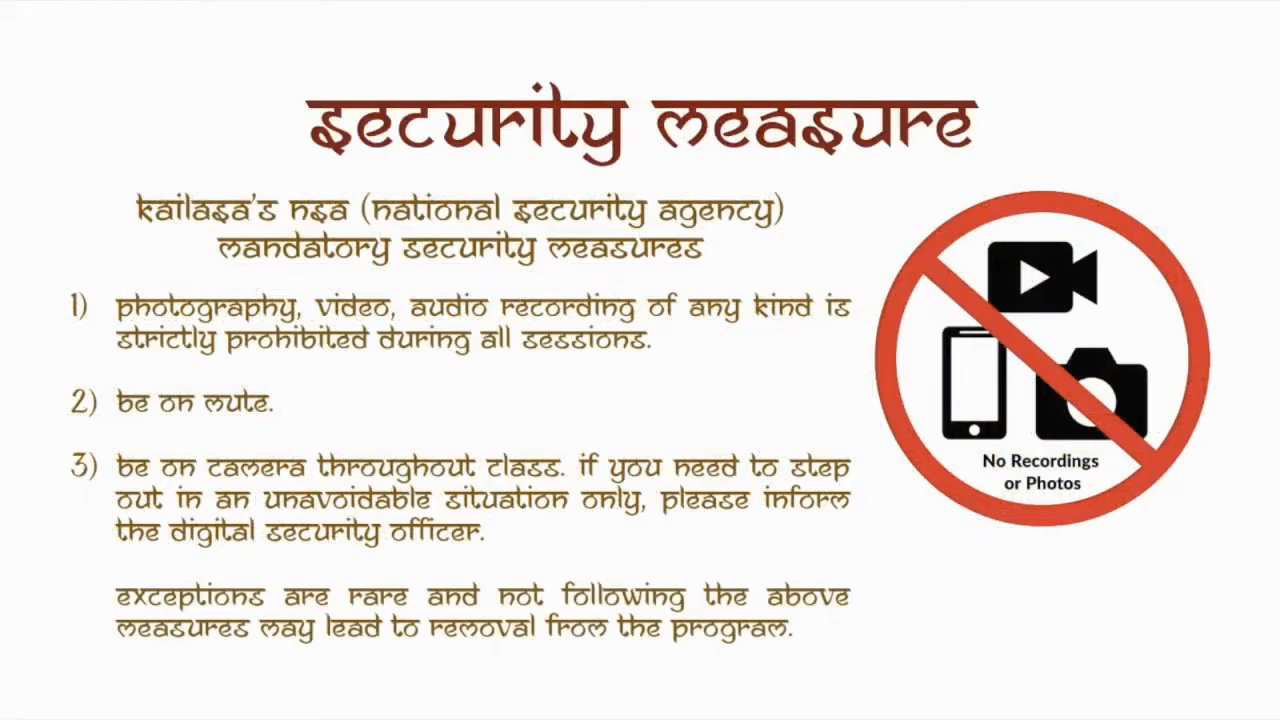 security measure
kailasa's nsa (national security agency)
mandatory security measures
1) photography, video, audio recording of any kind is
strictly prohibited during all sessions.
2) be on mute.
3) be on camera throughout class. if you need to step
out in an unavoidable situation only, please inform
the digital security officer.
exceptions are rare and not following the above
measures may lead to removal from the program.
No Recordings
or Photos